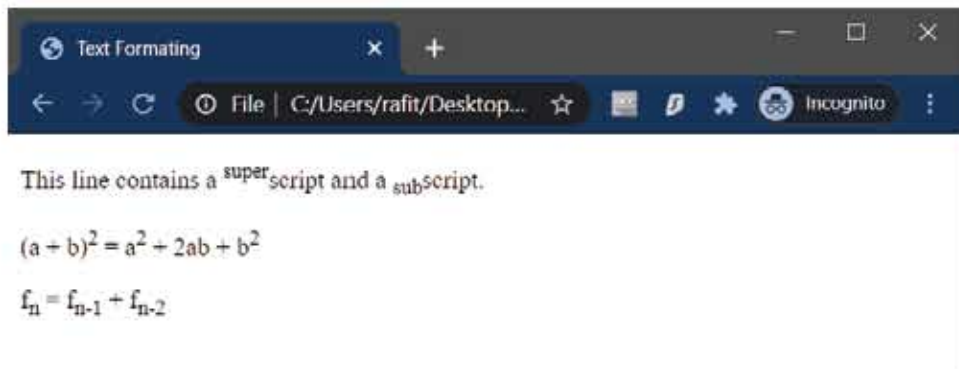 Text Formating
File | C:/Users/rafit/Desktop... Incognito
This line contains a superscript and a subscript.
(a + b)² = a² + 2ab + b²
fₙ = fₙ₋₁ + fₙ₋₂